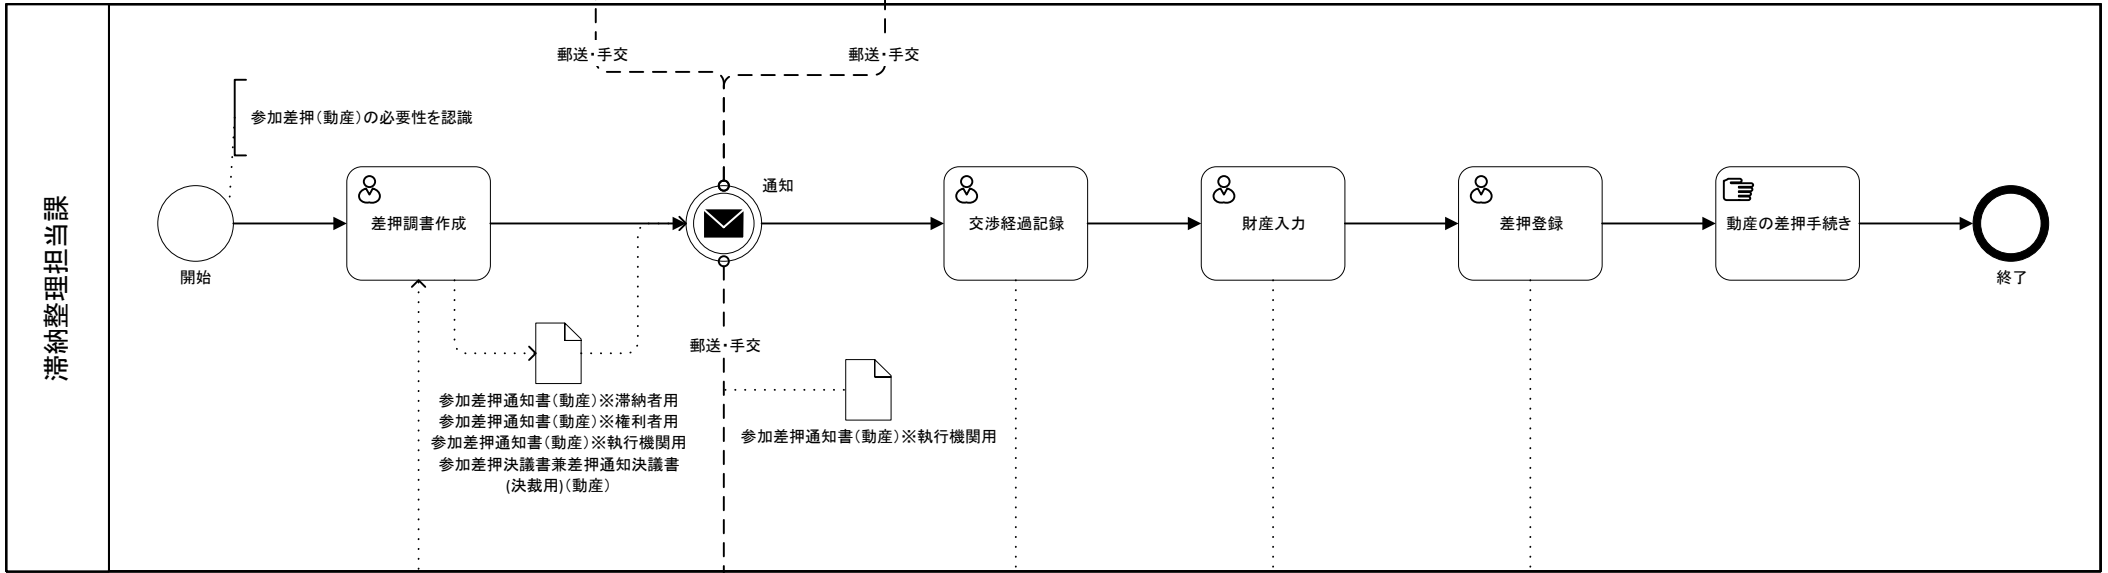 滞納整理担当課
郵送・手交
郵送・手交
参加差押（動産）の必要性を認識
開始
差押調書作成
通知
交渉経過記録
財産入力
差押登録
動産の差押手続き
終了
郵送・手交
参加差押通知書（動産）※滞納者用
参加差押通知書（動産）※権利者用
参加差押通知書（動産）※執行機関用
参加差押決議書兼差押通知決議書
(決裁用)（動産）
参加差押通知書（動産）※執行機関用